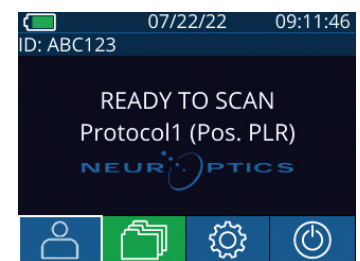 07/22/22 09:11:46
ID: ABC123
READY TO SCAN
Protocol1 (Pos. PLR)
NEUROPTICS